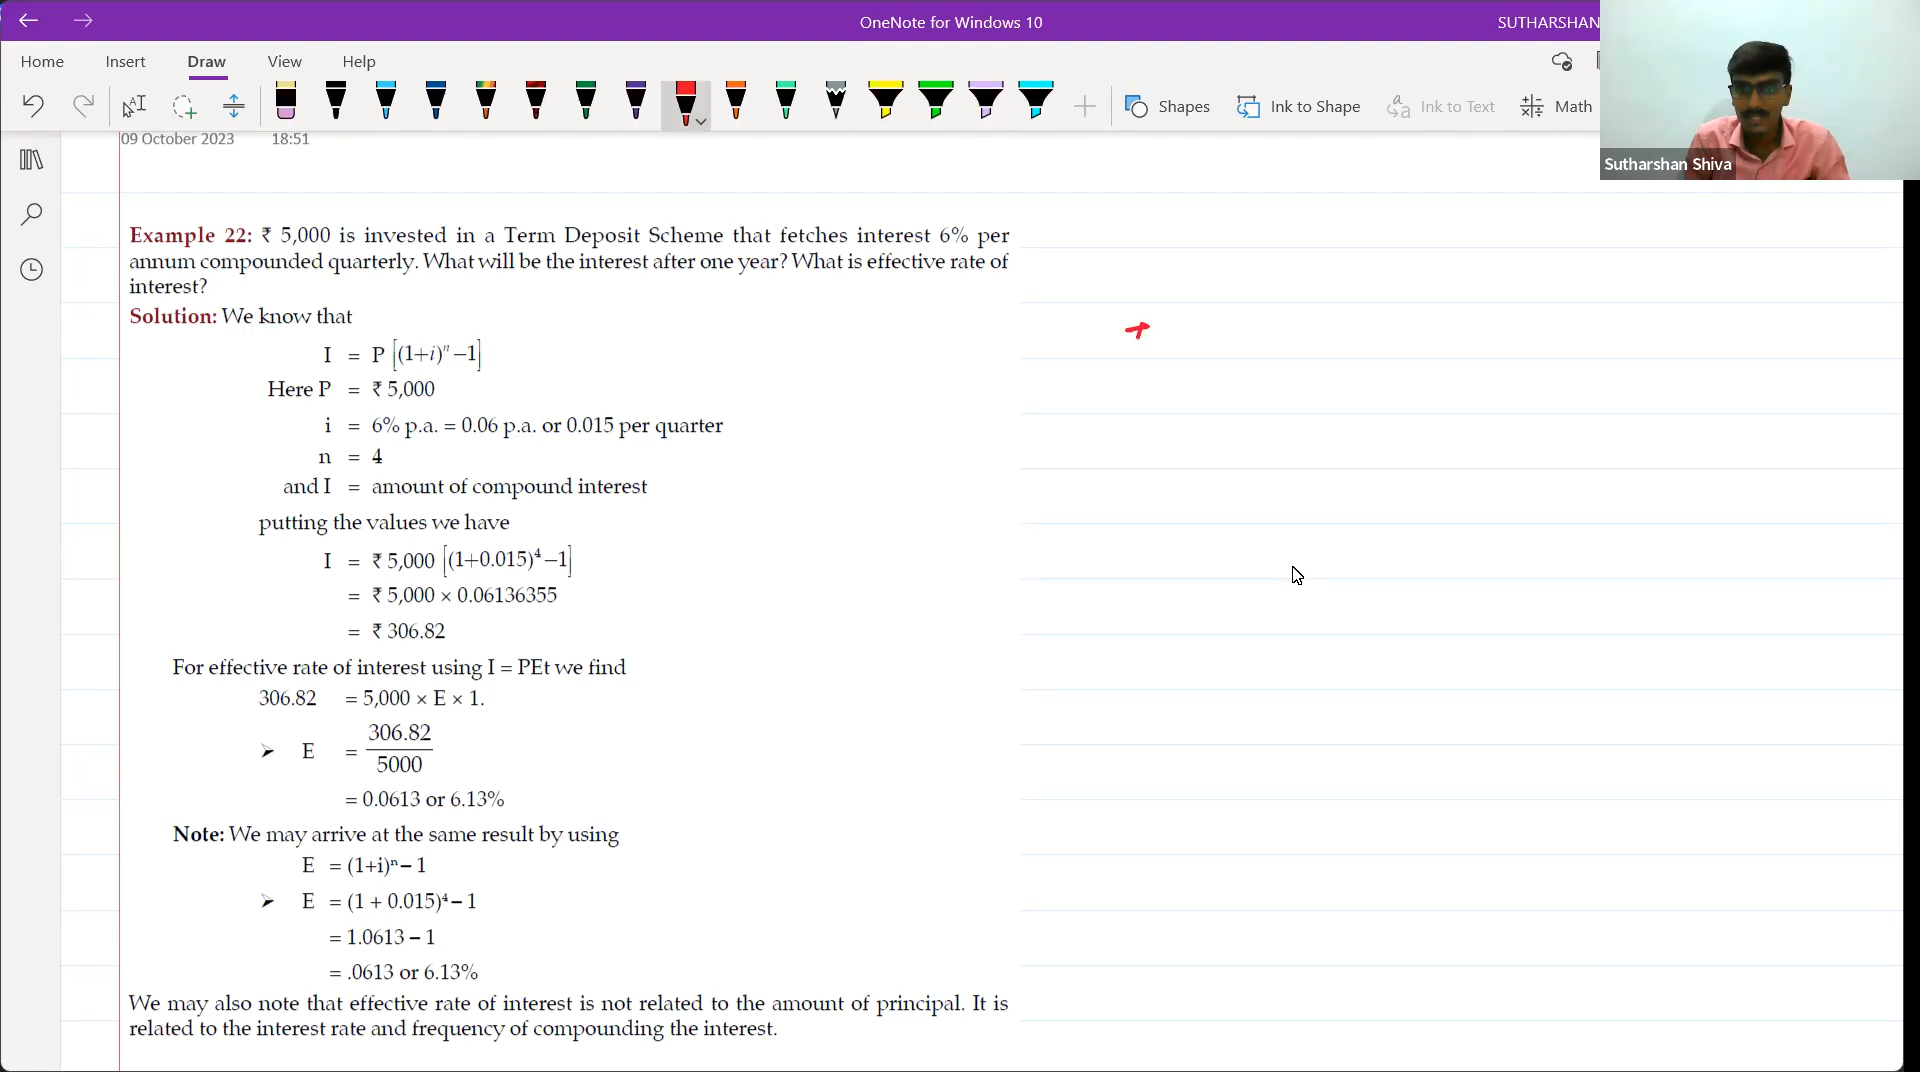 OneNote for Windows 10
SUTHARSHAN
Home Insert Draw View Help
Shapes Ink to Shape Ink to Text Math
Sutharshan Shiva
09 October 2023 18:51
Example 22: ₹ 5,000 is invested in a Term Deposit Scheme that fetches interest 6% per
annum compounded quarterly. What will be the interest after one year? What is effective rate of
interest?
Solution: We know that
I = P [(1+i)ⁿ −1]
Here P = ₹ 5,000
i = 6% p.a. = 0.06 p.a. or 0.015 per quarter
n = 4
and I = amount of compound interest
putting the values we have
I = ₹ 5,000 [(1+0.015)⁴ −1]
= ₹ 5,000 × 0.06136355
= ₹ 306.82
For effective rate of interest using I = PEt we find
306.82 = 5,000 × E × 1.
➢ E = 306.82
5000
= 0.0613 or 6.13%
Note: We may arrive at the same result by using
E = (1+i)ⁿ – 1
➢ E = (1 + 0.015)⁴ – 1
= 1.0613 – 1
= .0613 or 6.13%
We may also note that effective rate of interest is not related to the amount of principal. It is
related to the interest rate and frequency of compounding the interest.